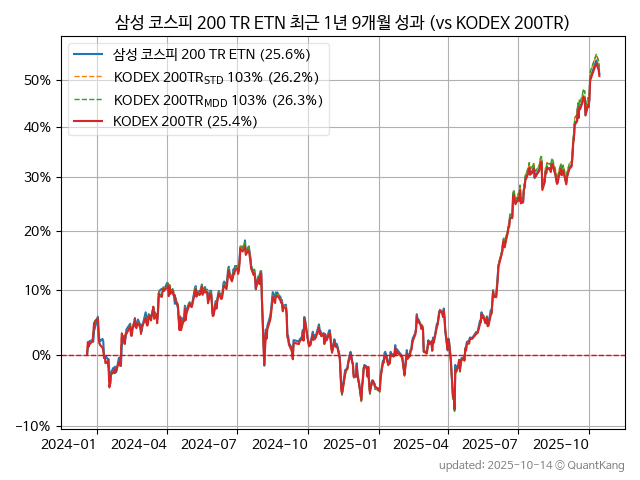 삼성 코스피 200 TR ETN 최근 1년 9개월 성과 (vs KODEX 200TR)
삼성 코스피 200 TR ETN (25.6%)
KODEX 200TRSTD 103% (26.2%)
KODEX 200TRMDD 103% (26.3%)
KODEX 200TR (25.4%)
50%
40%
30%
20%
10%
0%
−10%
2024-01 2024-04 2024-07 2024-10 2025-01 2025-04 2025-07 2025-10
updated: 2025-10-14 © QuantKang